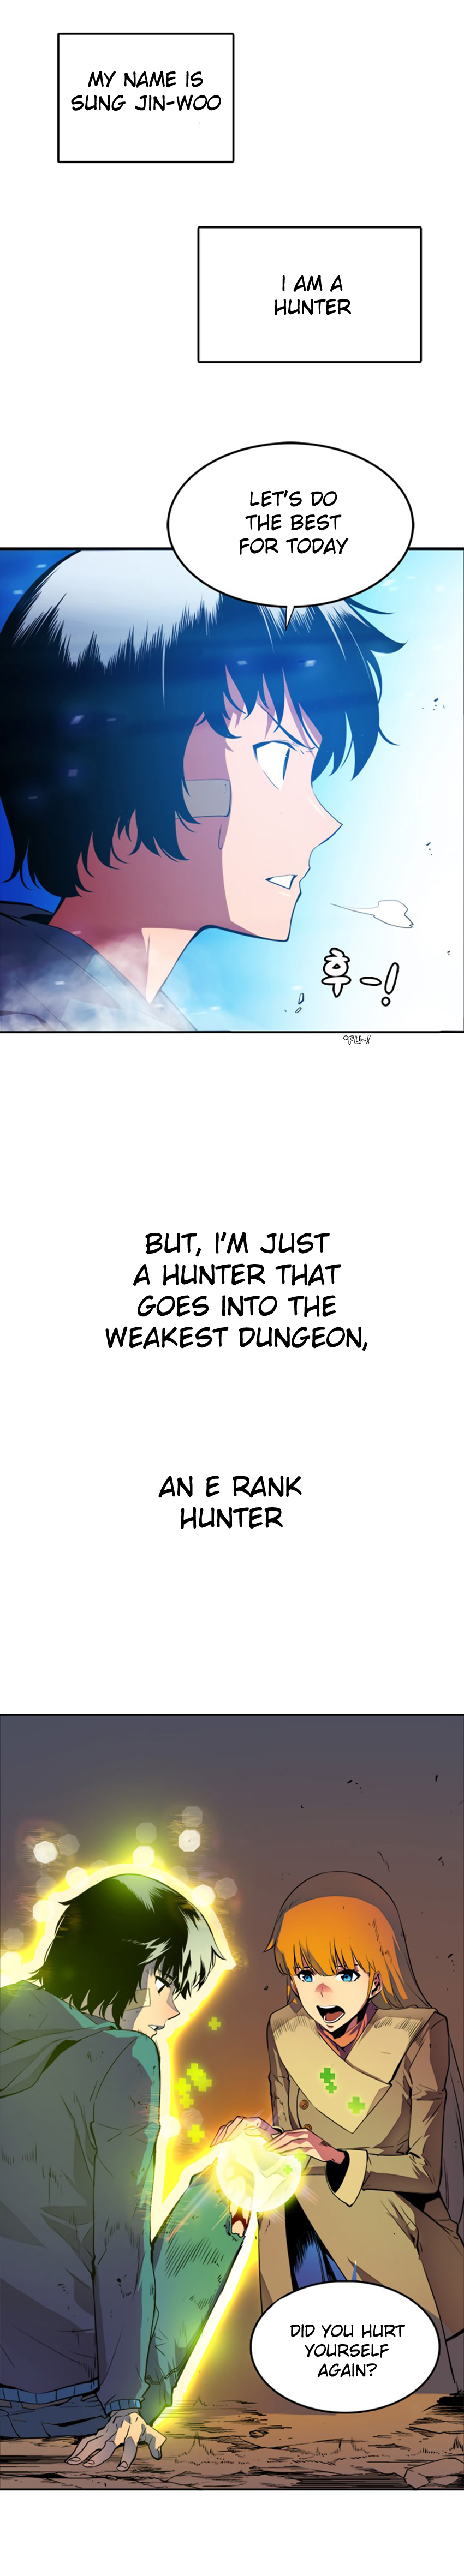 MY NAME IS
SUNG JIN-WOO
I AM A
HUNTER
LET'S DO
THE BEST
FOR TODAY
후-!
*FU~!
BUT, I'M JUST
A HUNTER THAT
GOES INTO THE
WEAKEST DUNGEON,
AN E RANK
HUNTER
DID YOU HURT
YOURSELF
AGAIN?